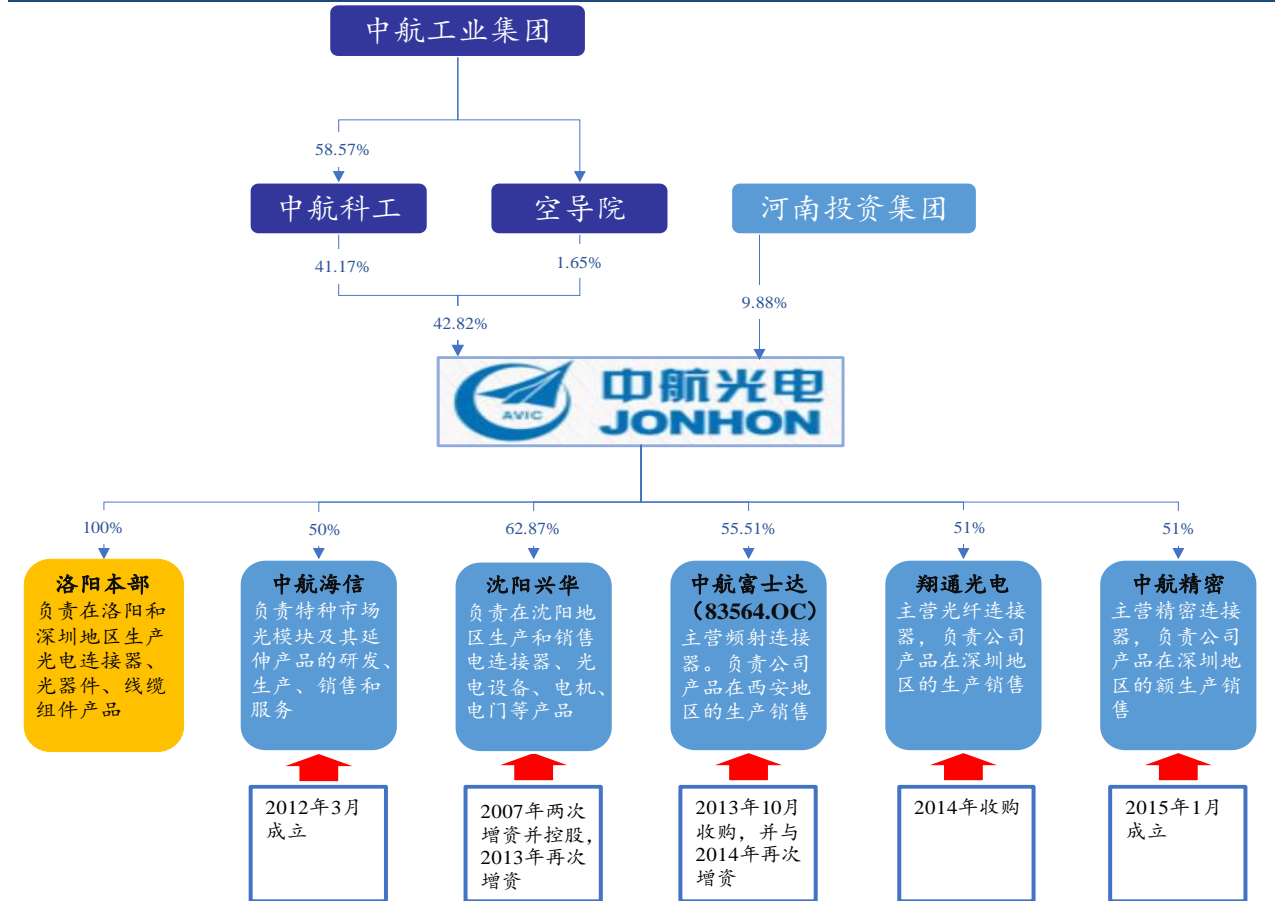 中航工业集团
58.57%
中航科工
空导院
河南投资集团
41.17%
1.65%
9.88%
42.82%
AVIC
中航光电
JONHON
100%
50%
62.87%
55.51%
51%
51%
洛阳本部
负责在洛阳和
深圳地区生产
光电连接器、
光器件、线缆
组件产品
中航海信
负责特种市场
光模块及其延
伸产品的研发、
生产、销售和
服务
沈阳兴华
负责在沈阳地
区生产和销售
电连接器、光
电设备、电机、
电门等产品
中航富士达
（83564.OC）
主营频射连接
器。负责公司
产品在西安地
区的生产销售
翔通光电
主营光纤连接
器，负责公司
产品在深圳地
区的生产销售
中航精密
主营精密连接
器，负责公司
产品在深圳地
区的额生产销
售
2012年3月
成立
2007年两次
增资并控股，
2013年再次
增资
2013年10月
收购，并与
2014年再次
增资
2014年收购
2015年1月
成立